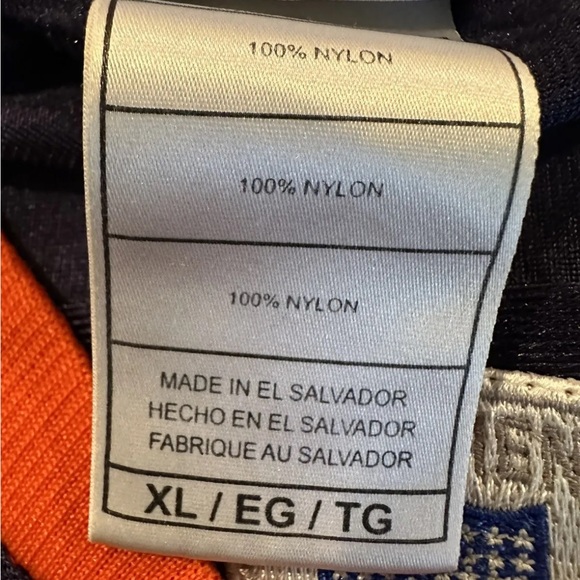 100% NYLON
100% NYLON
100% NYLON
MADE IN EL SALVADOR
HECHO EN EL SALVADOR
FABRIQUE AU SALVADOR
XL / EG / TG